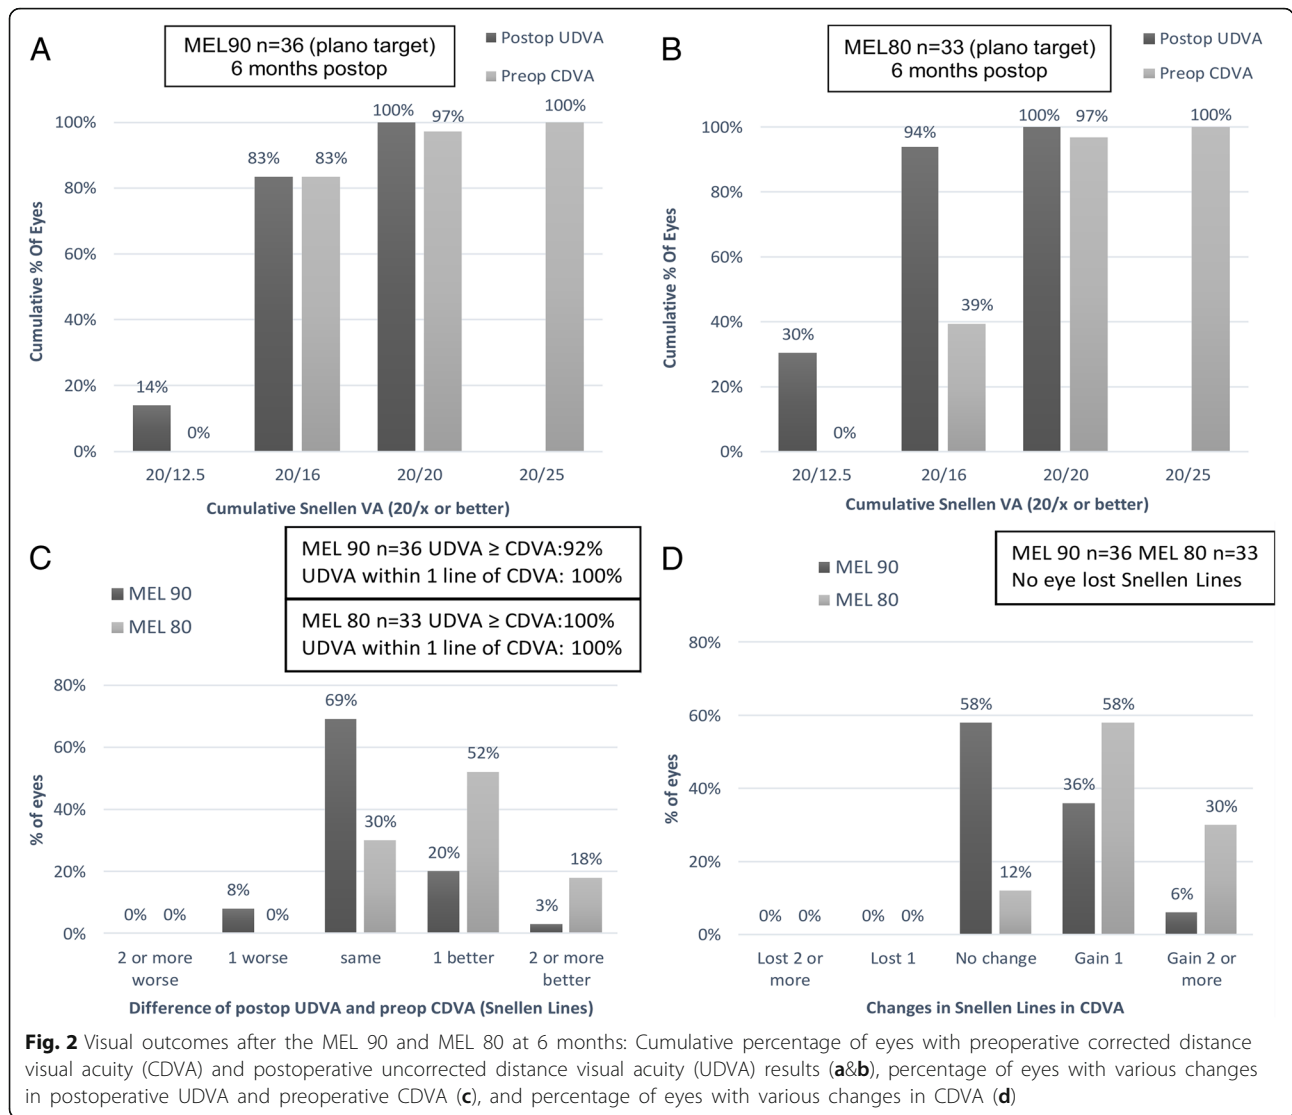 A
MEL90 n=36 (plano target)
6 months postop
Postop UDVA
Preop CDVA
Cumulative % Of Eyes
100%
80%
60%
40%
20%
0%
14%
0%
83%
83%
100%
97%
100%
20/12.5
20/16
20/20
20/25
Cumulative Snellen VA (20/x or better)
B
MEL80 n=33 (plano target)
6 months postop
Postop UDVA
Preop CDVA
Cumulative % Of Eyes
100%
80%
60%
40%
20%
0%
30%
0%
94%
39%
100%
97%
100%
20/12.5
20/16
20/20
20/25
Cumulative Snellen VA (20/x or better)
C
MEL 90 n=36 UDVA ≥ CDVA:92%
UDVA within 1 line of CDVA: 100%
MEL 80 n=33 UDVA ≥ CDVA:100%
UDVA within 1 line of CDVA: 100%
MEL 90
MEL 80
% of eyes
80%
60%
40%
20%
0%
0%
0%
8%
0%
69%
30%
20%
52%
3%
18%
2 or more
worse
1 worse
same
1 better
2 or more
better
Difference of postop UDVA and preop CDVA (Snellen Lines)
D
MEL 90
MEL 80
MEL 90 n=36 MEL 80 n=33
No eye lost Snellen Lines
% of eyes
80%
60%
40%
20%
0%
0%
0%
0%
0%
58%
12%
36%
58%
6%
30%
Lost 2 or
more
Lost 1
No change
Gain 1
Gain 2 or
more
Changes in Snellen Lines in CDVA
Fig. 2 Visual outcomes after the MEL 90 and MEL 80 at 6 months: Cumulative percentage of eyes with preoperative corrected distance
visual acuity (CDVA) and postoperative uncorrected distance visual acuity (UDVA) results (a&b), percentage of eyes with various changes
in postoperative UDVA and preoperative CDVA (c), and percentage of eyes with various changes in CDVA (d)